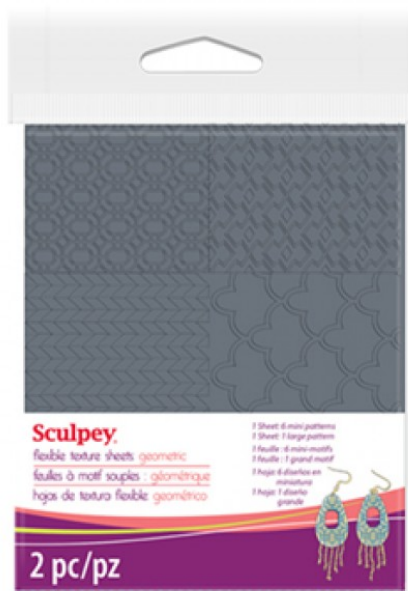 Sculpey
flexible texture sheets : geometric
feuilles à motif souples : géométrique
hojas de textura flexible: geométrico
1 Sheet: 6 mini patterns
1 Sheet: 1 large pattern
1 feuille : 6 mini-motifs
1 feuille : 1 grand motif
1 hoja: 6 diseños en
miniatura
1 hoja: 1 diseño
grande
2 pc/pz